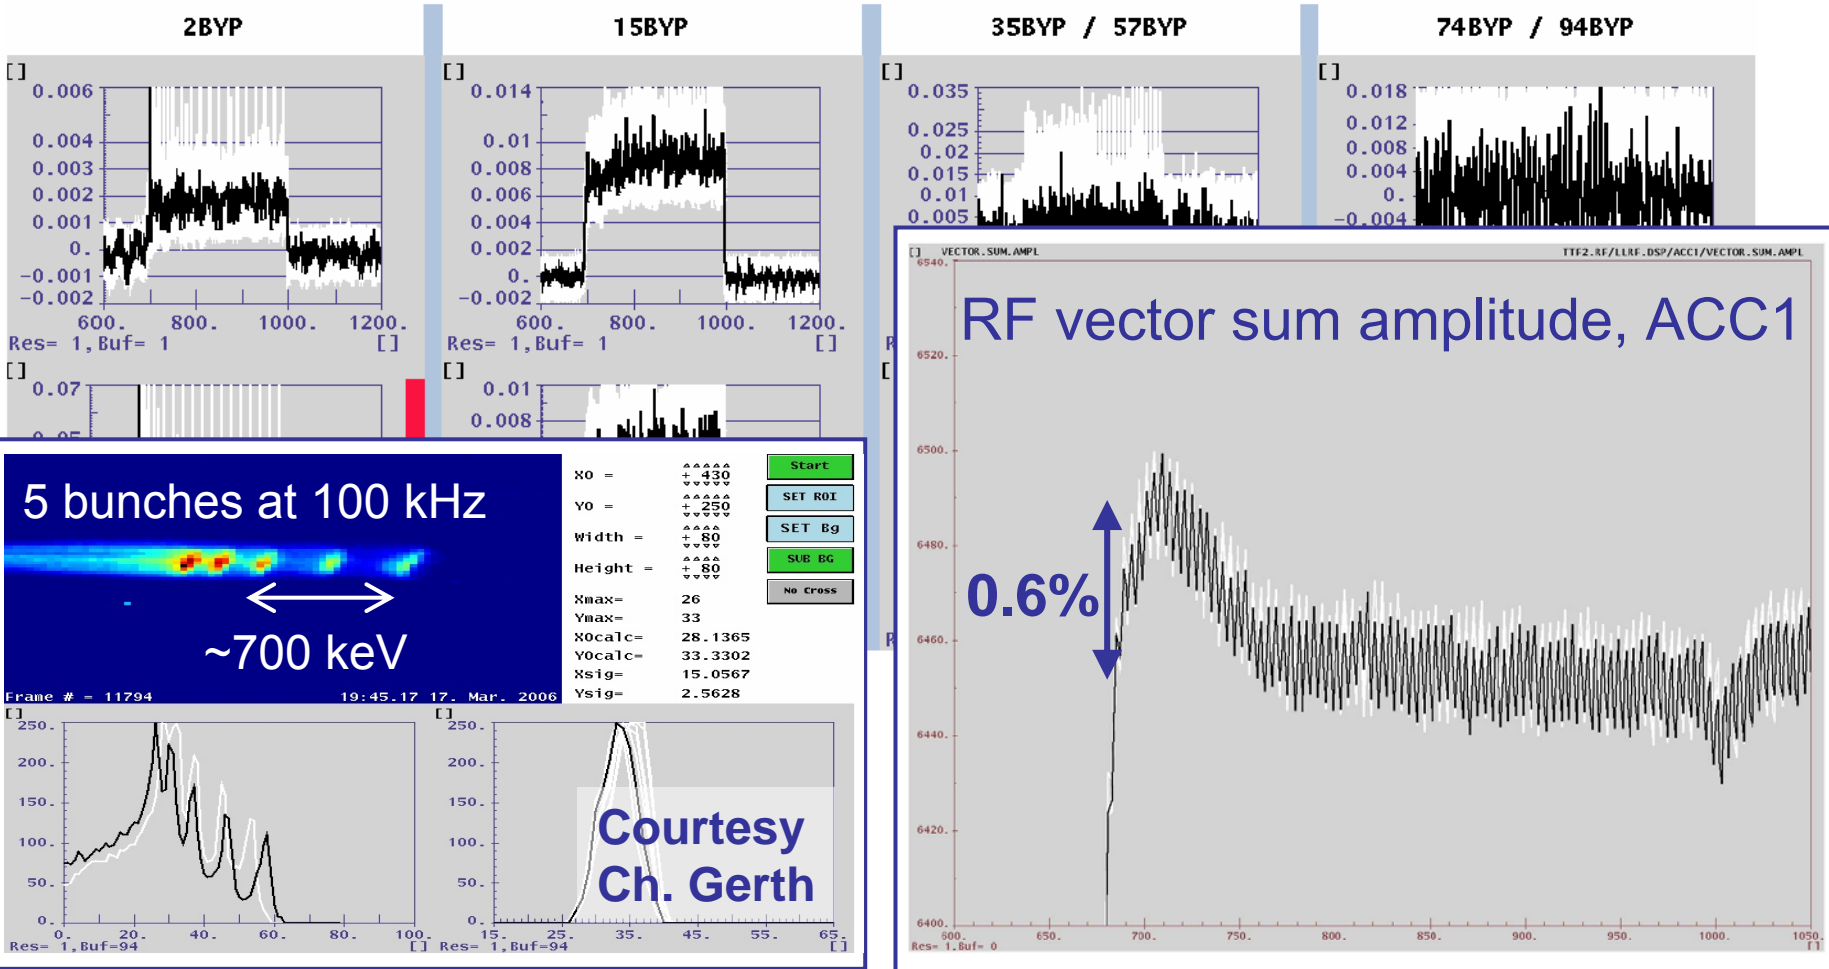 2BYP
15BYP
35BYP / 57BYP
74BYP / 94BYP
[]
0.006
0.004
0.003
0.002
0.001
0.
-0.001
-0.002
600. 800. 1000. 1200.
Res= 1,Buf= 1 []
[]
0.014
0.01
0.008
0.006
0.004
0.002
0.
-0.002
600. 800. 1000. 1200.
Res= 1,Buf= 1 []
[]
0.035
0.025
0.02
0.015
0.01
0.005
[]
0.018
0.012
0.008
0.004
0.
-0.004
[]
0.07
[]
0.01
0.008
[] VECTOR.SUM.AMPL
TTF2.RF/LLRF.DSP/ACC1/VECTOR.SUM.AMPL
RF vector sum amplitude, ACC1
6540.
6520.
6500.
6480.
6460.
6440.
6420.
6400.
0.6%
600. 650. 700. 750. 800. 850. 900. 950. 1000. 1050.
Res= 1,Buf= 0 []
5 bunches at 100 kHz
~700 keV
Frame # = 11794 19:45.17 17. Mar. 2006
X0 = + 430
Y0 = + 250
Width = + 80
Height = + 80
Xmax= 26
Ymax= 33
X0calc= 28.1365
Y0calc= 33.3302
Xsig= 15.0567
Ysig= 2.5628
Start
SET ROI
SET Bg
SUB BG
No Cross
[]
250.
200.
150.
100.
50.
0.
0. 20. 40. 60. 80. 100.
Res= 1,Buf=94 []
[]
250.
200.
150.
100.
50.
0.
15. 25. 35. 45. 55. 65.
Res= 1,Buf=94 []
Courtesy
Ch. Gerth